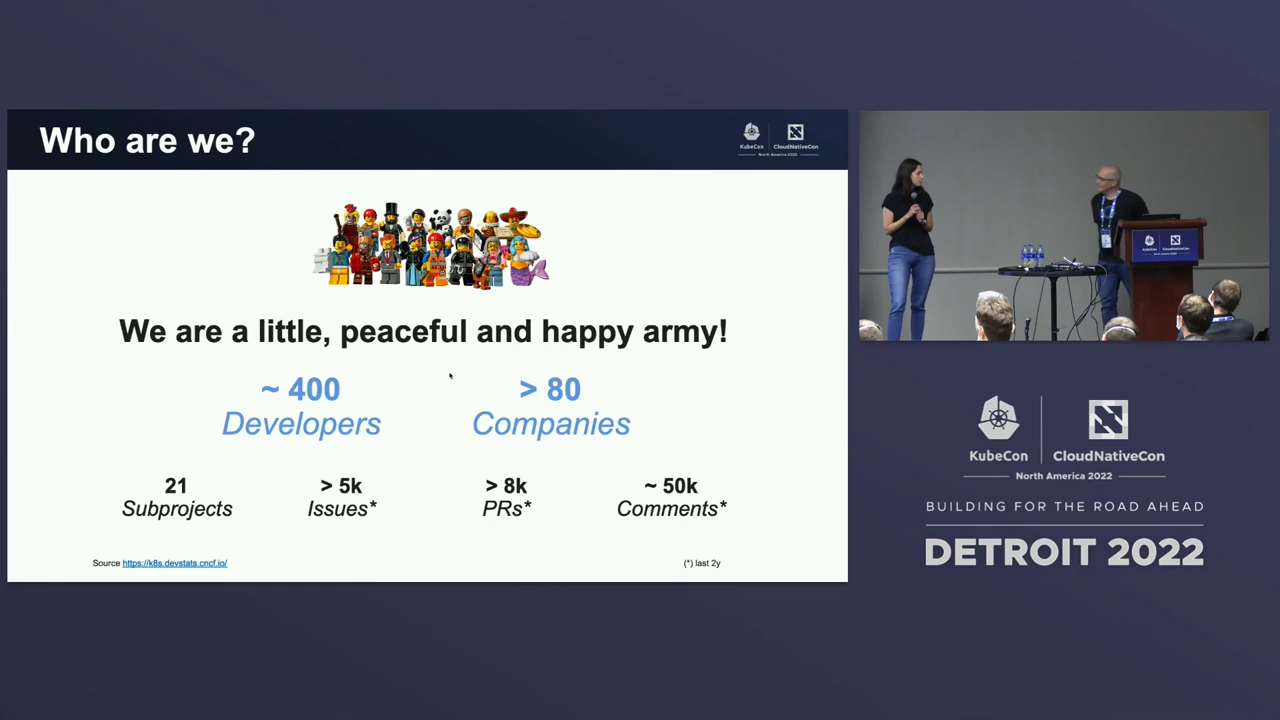 Who are we?
KubeCon
CloudNativeCon
North America 2022
We are a little, peaceful and happy army!
~ 400
Developers
> 80
Companies
21
Subprojects
> 5k
Issues*
> 8k
PRs*
~ 50k
Comments*
Source https://k8s.devstats.cncf.io/
(*) last 2y
KubeCon
CloudNativeCon
North America 2022
BUILDING FOR THE ROAD AHEAD
DETROIT 2022